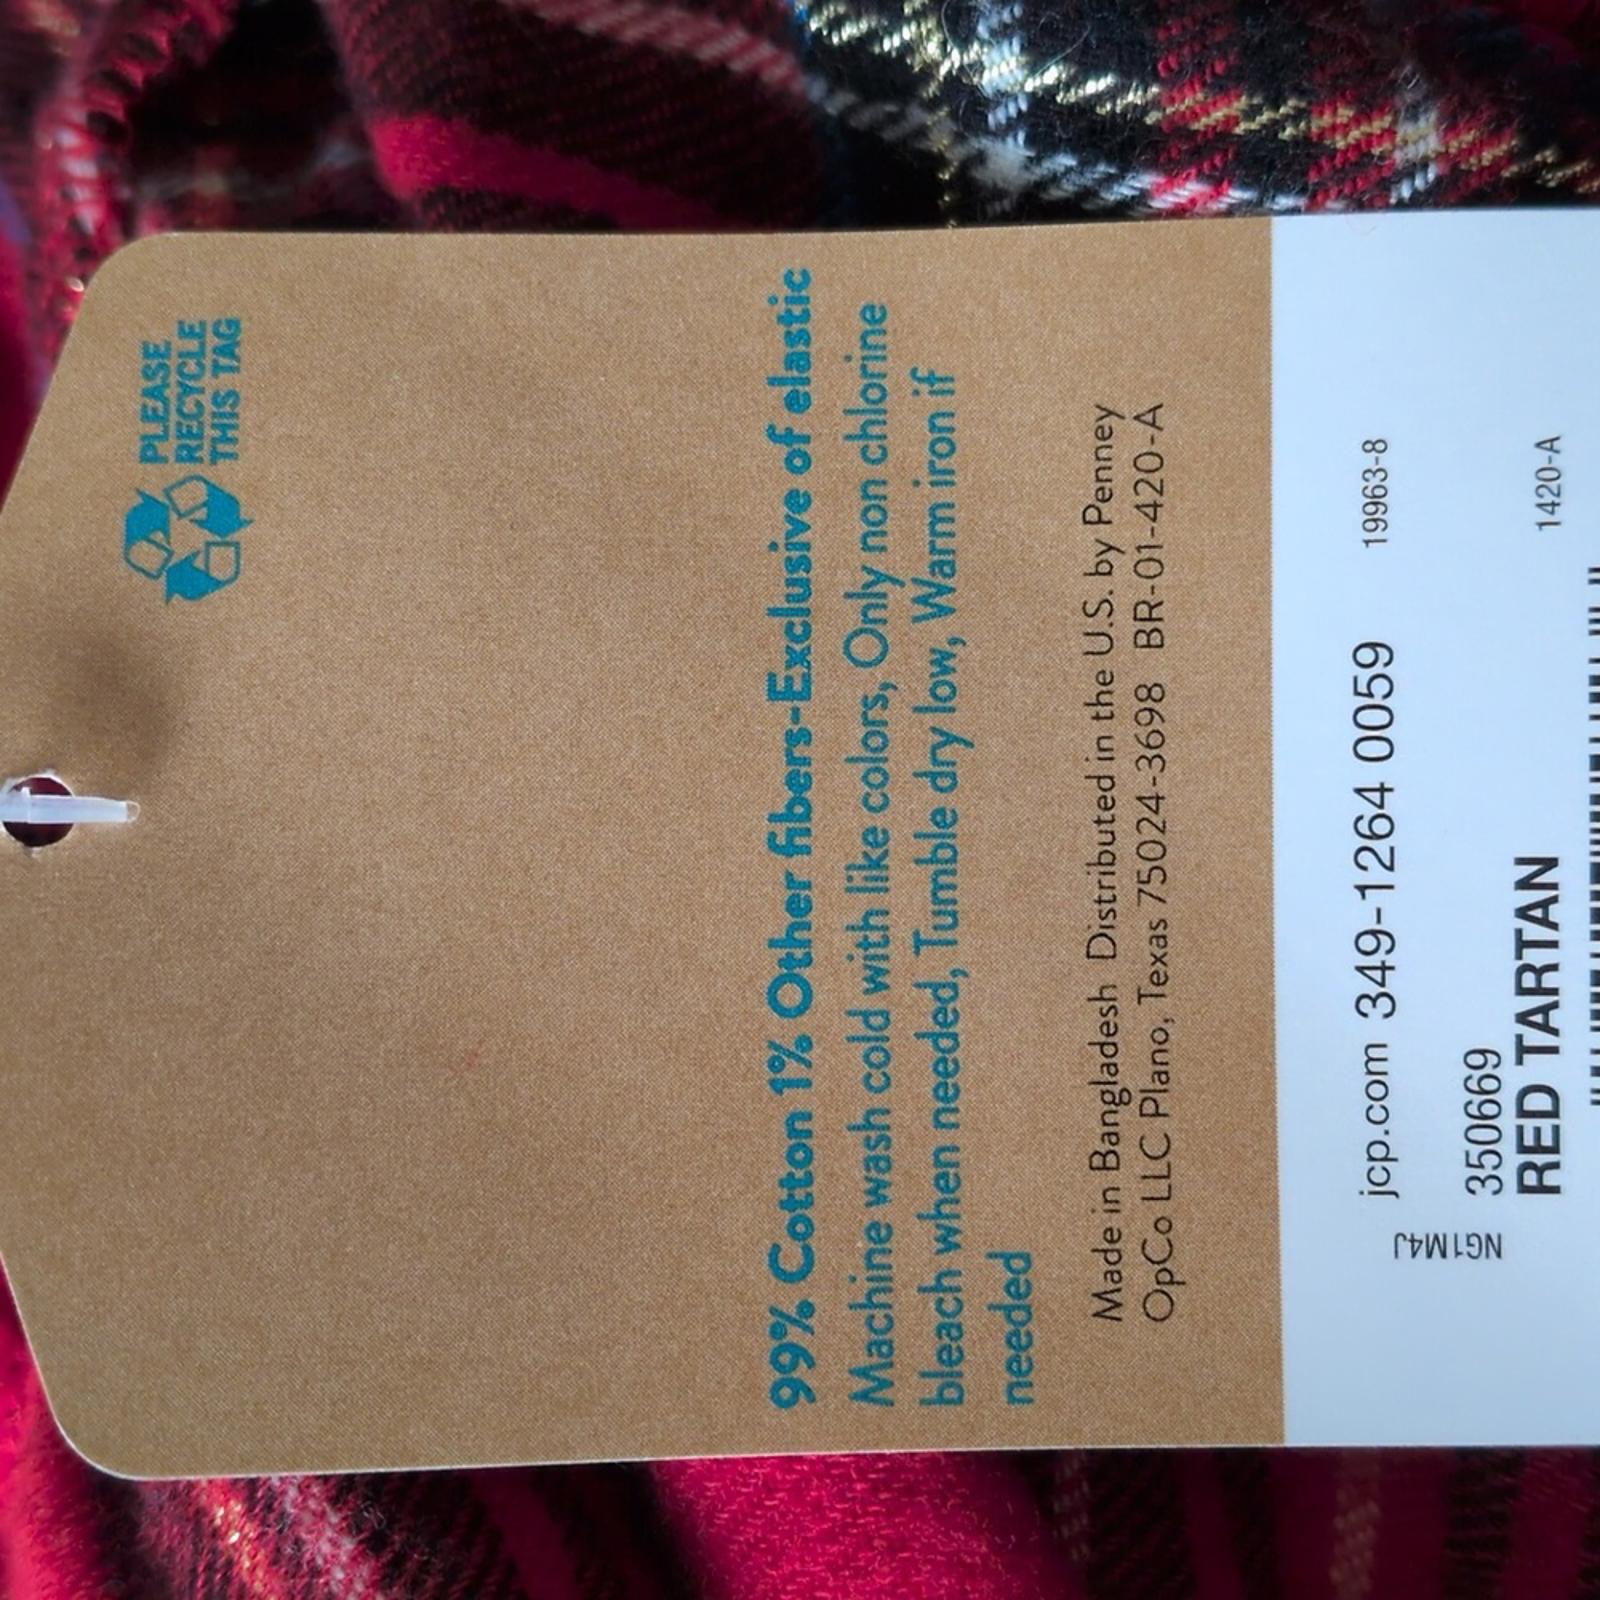 PLEASE
RECYCLE
THIS TAG
99% Cotton 1% Other fibers-Exclusive of elastic
Machine wash cold with like colors, Only non chlorine
bleach when needed, Tumble dry low, Warm iron if
needed
Made in Bangladesh Distributed in the U.S. by Penney
OpCo LLC Plano, Texas 75024-3698 BR-01-420-A
jcp.com 349-1264 0059 19963-8
NG1M4J
350669
RED TARTAN 1420-A